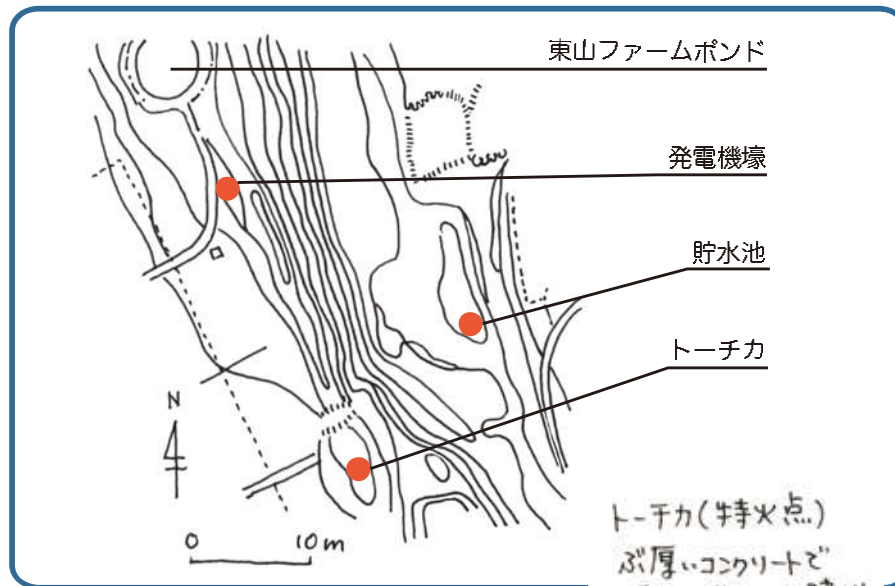 東山ファームポンド
発電機壕
貯水池
トーチカ
N
0 10m
トーチカ(特火点)
ぶ厚いコンクリートで